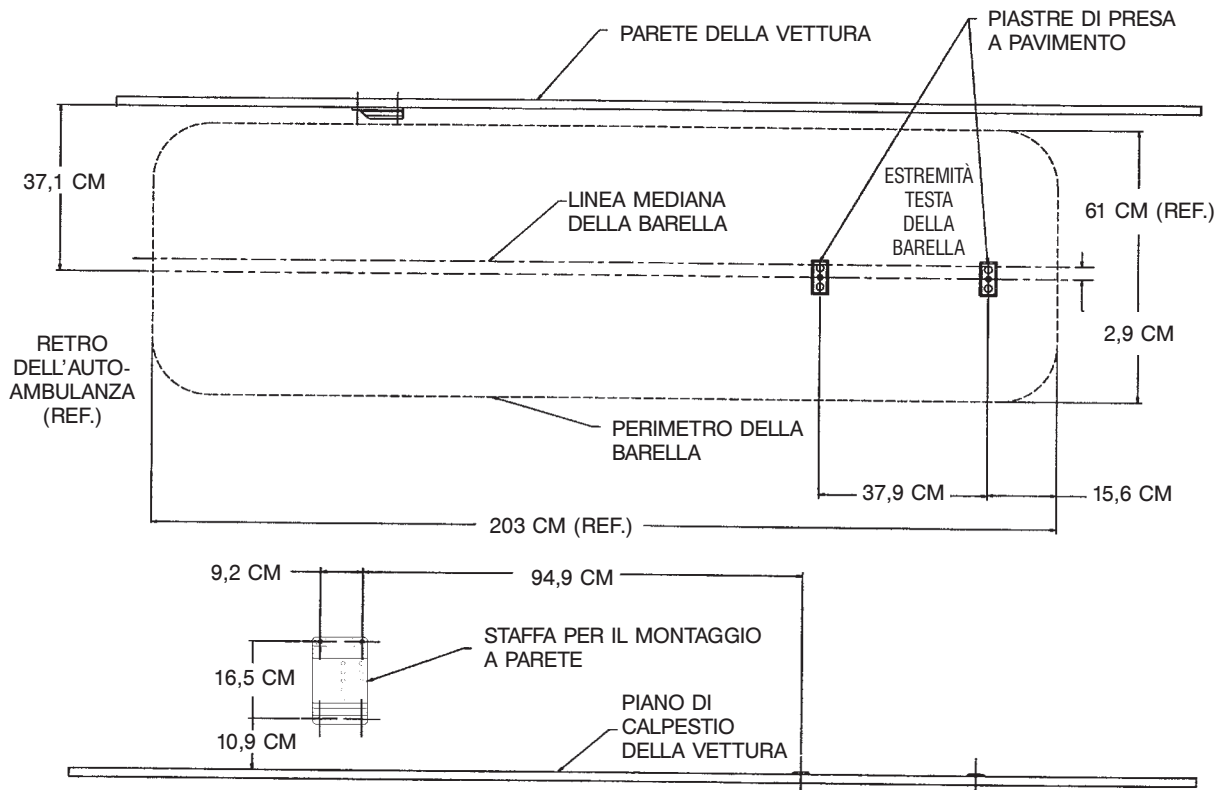 PARETE DELLA VETTURA
PIASTRE DI PRESA
A PAVIMENTO
37,1 CM
LINEA MEDIANA
DELLA BARELLA
ESTREMITÀ
TESTA
DELLA
BARELLA
61 CM (REF.)
2,9 CM
RETRO
DELL'AUTO-
AMBULANZA
(REF.)
PERIMETRO DELLA
BARELLA
37,9 CM
15,6 CM
203 CM (REF.)
9,2 CM
94,9 CM
STAFFA PER IL MONTAGGIO
A PARETE
16,5 CM
10,9 CM
PIANO DI
CALPESTIO
DELLA VETTURA